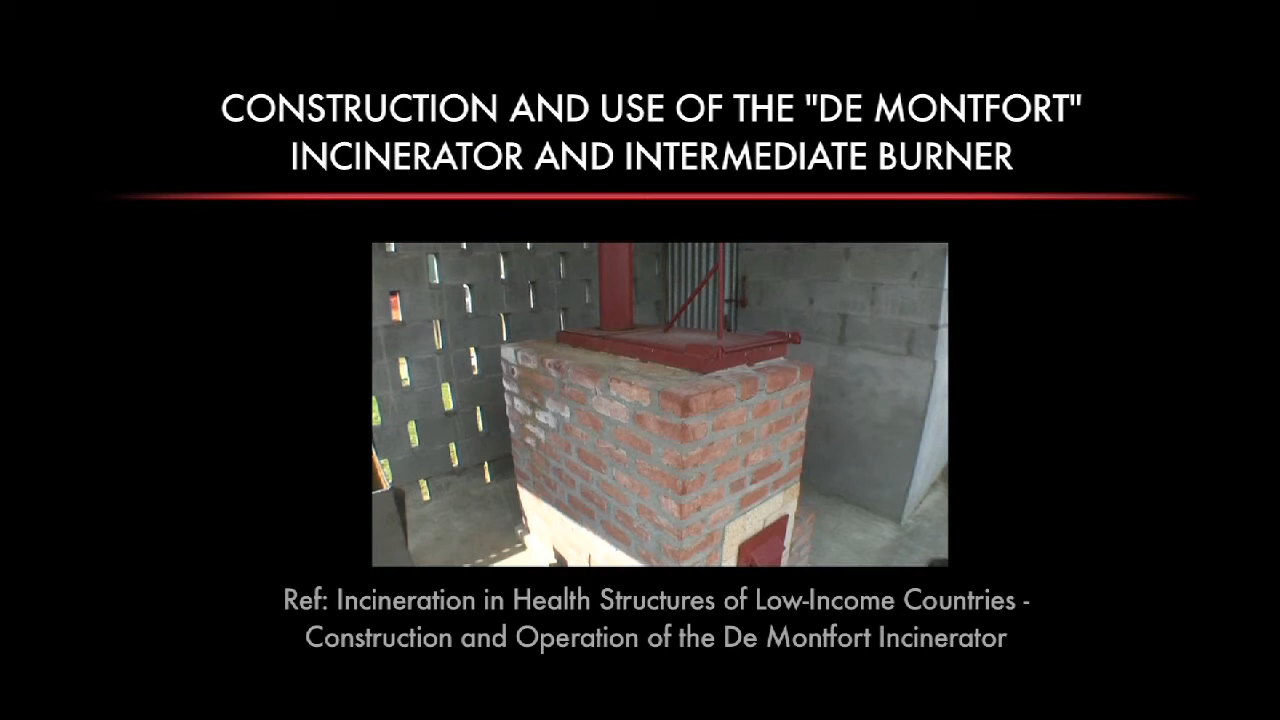 CONSTRUCTION AND USE OF THE "DE MONTFORT"
INCINERATOR AND INTERMEDIATE BURNER
Ref: Incineration in Health Structures of Low-Income Countries -
Construction and Operation of the De Montfort Incinerator